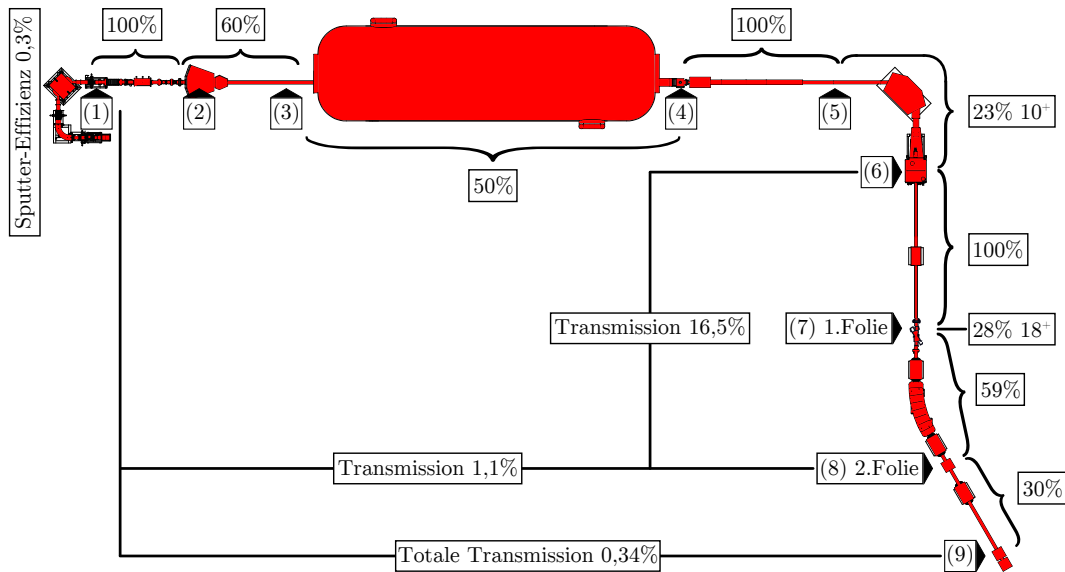 Sputter-Effizienz 0,3%
100%
60%
100%
(1)
(2)
(3)
(4)
(5)
23% 10⁺
50%
(6)
100%
Transmission 16,5%
(7) 1.Folie
28% 18⁺
59%
Transmission 1,1%
(8) 2.Folie
30%
Totale Transmission 0,34%
(9)